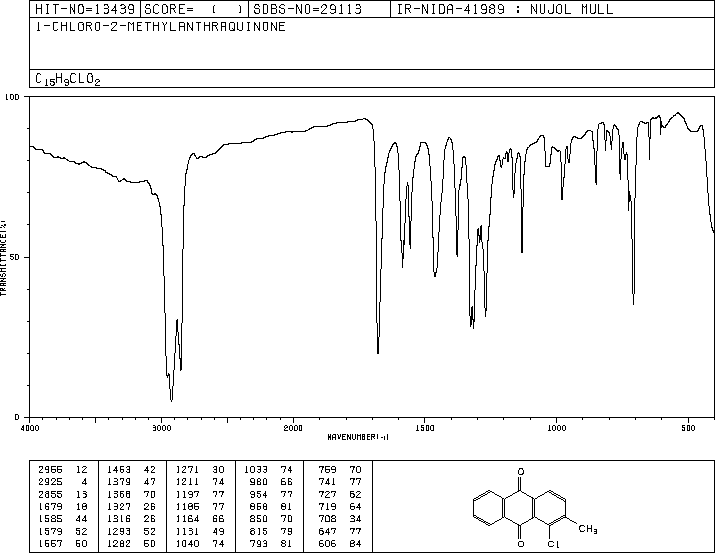 HIT-NO=13439 SCORE= ( ) SDBS-NO=29113 IR-NIDA-41989 : NUJOL MULL
1-CHLORO-2-METHYLANTHRAQUINONE
C15H9CLO2
100
50
0
TRANSMITTANCE(%)
4000 3000 2000 1500 1000 500
WAVENUMBER(-1)
2956 12 1463 42 1271 30 1033 74 759 70
2925 4 1379 47 1211 74 980 66 741 77
2855 13 1368 70 1197 77 954 77 727 62
1679 18 1327 26 1186 77 868 81 719 64
1585 44 1316 26 1164 66 850 70 708 34
1579 52 1293 52 1131 49 815 79 647 77
1557 50 1282 50 1040 74 793 81 606 84
O
O
Cl
CH3